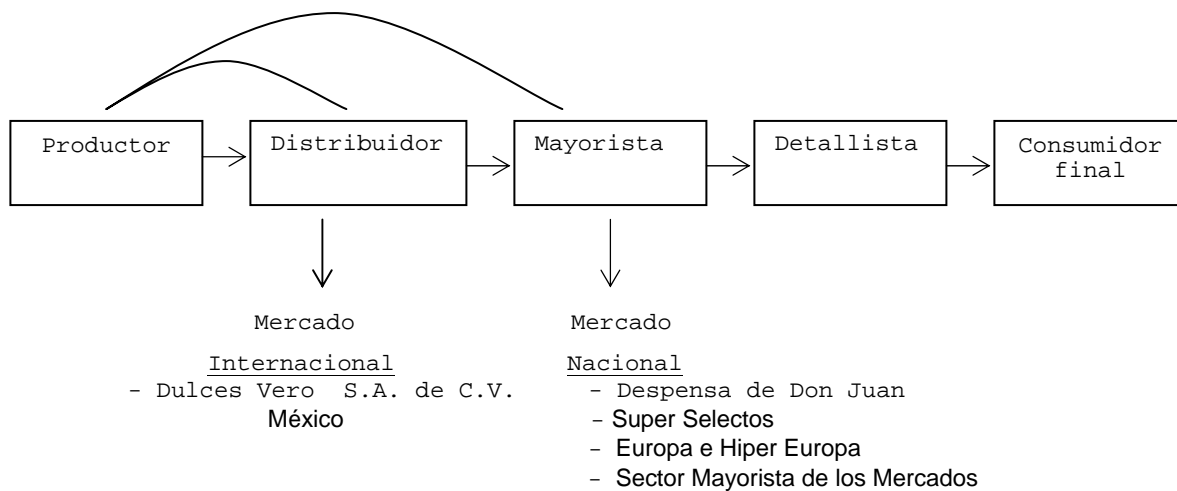 Productor
Distribuidor
Mayorista
Detallista
Consumidor
final
Mercado
Internacional
- Dulces Vero S.A. de C.V.
México
Mercado
Nacional
- Despensa de Don Juan
- Super Selectos
- Europa e Hiper Europa
- Sector Mayorista de los Mercados